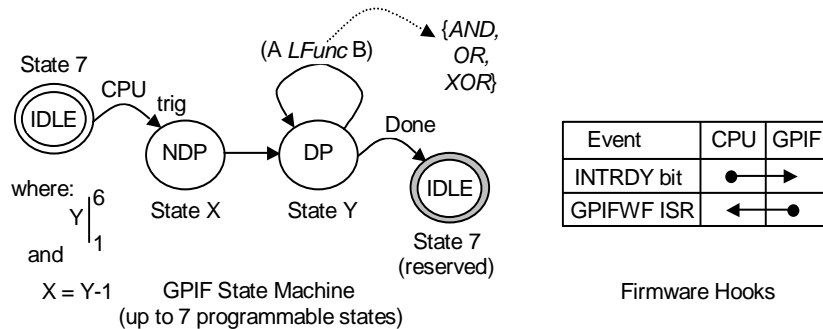 (A LFunc B)
{AND,
OR,
XOR}
State 7
CPU
trig
IDLE
NDP
DP
Done
IDLE
State X
State Y
State 7
(reserved)
where:
Y
6
1
and
X = Y-1
GPIF State Machine
(up to 7 programmable states)
Event CPU GPIF
INTRDY bit
GPIFWF ISR
Firmware Hooks